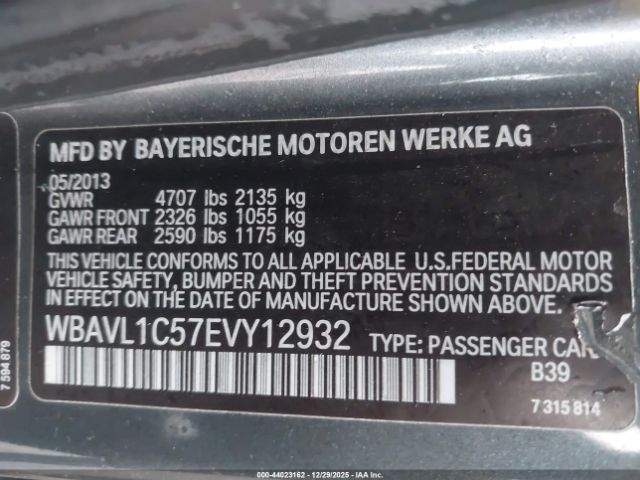 MFD BY BAYERISCHE MOTOREN WERKE AG
05/2013
GVWR 4707 lbs 2135 kg
GAWR FRONT 2326 lbs 1055 kg
GAWR REAR 2590 lbs 1175 kg
THIS VEHICLE CONFORMS TO ALL APPLICABLE U.S.FEDERAL MOTOR
VEHICLE SAFETY, BUMPER AND THEFT PREVENTION STANDARDS
IN EFFECT ON THE DATE OF MANUFACTURE SHOWN ABOVE.
WBAVL1C57EVY12932 TYPE: PASSENGER CAR
B39
7 315 814
7 594 879
000-44023162 - 12/29/2025 - IAAI.COM